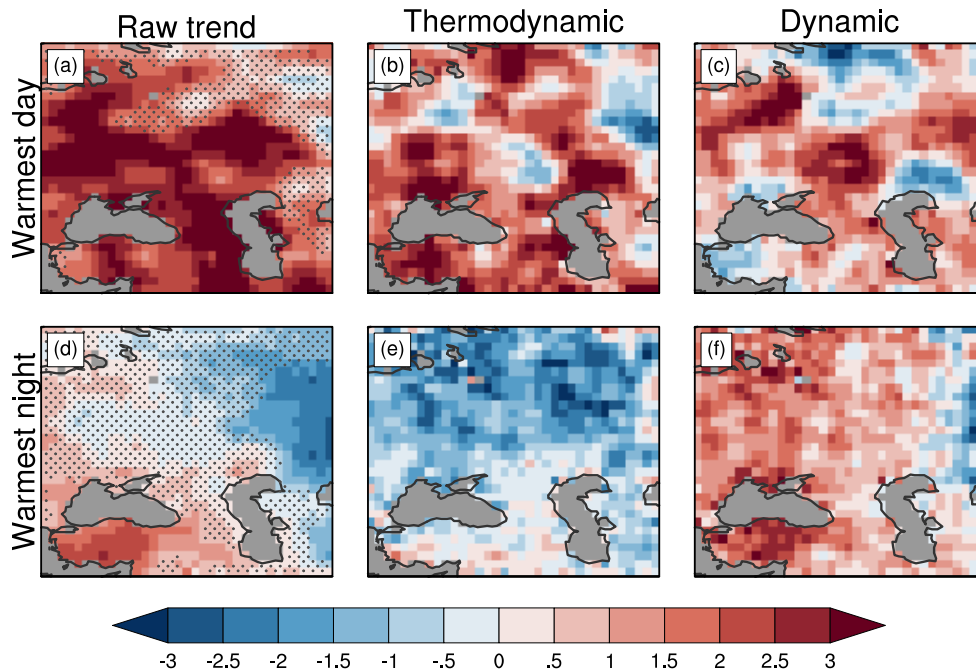 Raw trend Thermodynamic Dynamic
Warmest day
(a) (b) (c)
Warmest night
(d) (e) (f)
-3 -2.5 -2 -1.5 -1 -.5 0 .5 1 1.5 2 2.5 3